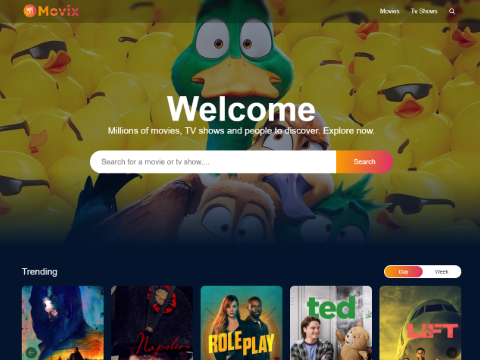 Movix
Movies
Tv Shows
Welcome
Millions of movies, TV shows and people to discover. Explore now.
Search for a movie or tv show....
Search
Trending
Day
Week
Napoleon
ROLE PLAY
ted
LIFT